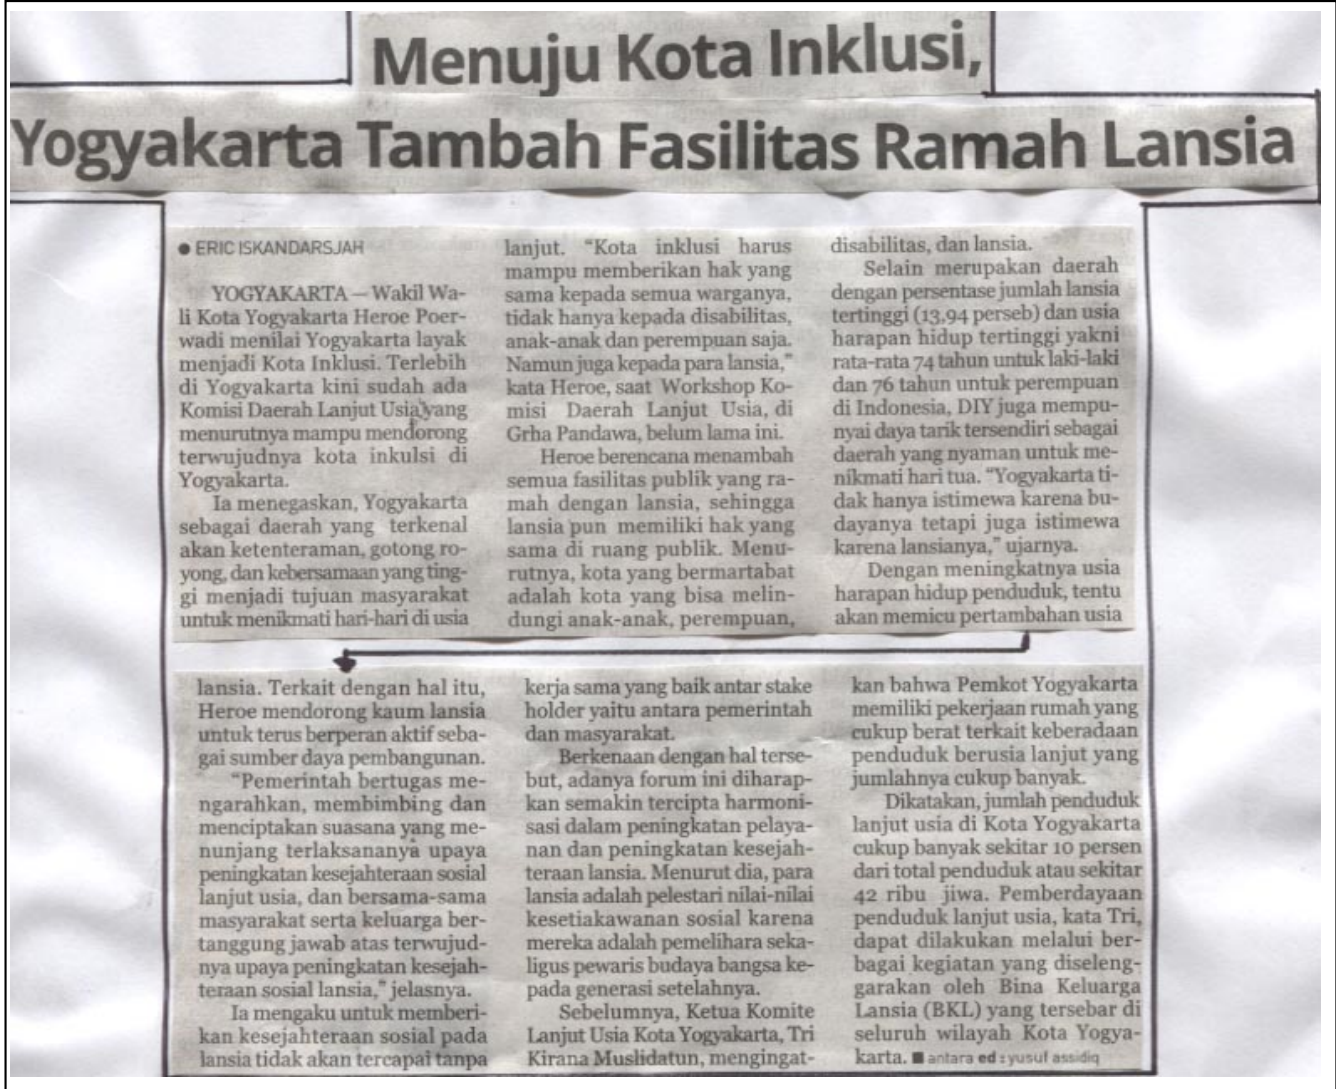 Menuju Kota Inklusi,
Yogyakarta Tambah Fasilitas Ramah Lansia
● ERIC ISKANDARSJAH
YOGYAKARTA — Wakil Wa-
li Kota Yogyakarta Heroe Poer-
wadi menilai Yogyakarta layak
menjadi Kota Inklusi. Terlebih
di Yogyakarta kini sudah ada
Komisi Daerah Lanjut Usia yang
menurutnya mampu mendorong
terwujudnya kota inkulsi di
Yogyakarta.
Ia menegaskan, Yogyakarta
sebagai daerah yang terkenal
akan ketenteraman, gotong ro-
yong, dan kebersamaan yang ting-
gi menjadi tujuan masyarakat
untuk menikmati hari-hari di usia
lanjut. “Kota inklusi harus
mampu memberikan hak yang
sama kepada semua warganya,
tidak hanya kepada disabilitas,
anak-anak dan perempuan saja.
Namun juga kepada para lansia,”
kata Heroe, saat Workshop Ko-
misi Daerah Lanjut Usia, di
Grha Pandawa, belum lama ini.
Heroe berencana menambah
semua fasilitas publik yang ra-
mah dengan lansia, sehingga
lansia pun memiliki hak yang
sama di ruang publik. Menu-
rutnya, kota yang bermartabat
adalah kota yang bisa melin-
dungi anak-anak, perempuan,
disabilitas, dan lansia.
Selain merupakan daerah
dengan persentase jumlah lansia
tertinggi (13,94 perseb) dan usia
harapan hidup tertinggi yakni
rata-rata 74 tahun untuk laki-laki
dan 76 tahun untuk perempuan
di Indonesia, DIY juga mempu-
nyai daya tarik tersendiri sebagai
daerah yang nyaman untuk me-
nikmati hari tua. “Yogyakarta ti-
dak hanya istimewa karena bu-
dayanya tetapi juga istimewa
karena lansianya,” ujarnya.
Dengan meningkatnya usia
harapan hidup penduduk, tentu
akan memicu pertambahan usia
lansia. Terkait dengan hal itu,
Heroe mendorong kaum lansia
untuk terus berperan aktif seba-
gai sumber daya pembangunan.
“Pemerintah bertugas me-
ngarahkan, membimbing dan
menciptakan suasana yang me-
nunjang terlaksananya upaya
peningkatan kesejahteraan sosial
lanjut usia, dan bersama-sama
masyarakat serta keluarga ber-
tanggung jawab atas terwujud-
nya upaya peningkatan kesejah-
teraan sosial lansia,” jelasnya.
Ia mengaku untuk memberi-
kan kesejahteraan sosial pada
lansia tidak akan tercapai tanpa
kerja sama yang baik antar stake
holder yaitu antara pemerintah
dan masyarakat.
Berkenaan dengan hal terse-
but, adanya forum ini diharap-
kan semakin tercipta harmoni-
sasi dalam peningkatan pelaya-
nan dan peningkatan kesejah-
teraan lansia. Menurut dia, para
lansia adalah pelestari nilai-nilai
kesetiakawanan sosial karena
mereka adalah pemelihara seka-
ligus pewaris budaya bangsa ke-
pada generasi setelahnya.
Sebelumnya, Ketua Komite
Lanjut Usia Kota Yogyakarta, Tri
Kirana Muslidatun, mengingat-
kan bahwa Pemkot Yogyakarta
memiliki pekerjaan rumah yang
cukup berat terkait keberadaan
penduduk berusia lanjut yang
jumlahnya cukup banyak.
Dikatakan, jumlah penduduk
lanjut usia di Kota Yogyakarta
cukup banyak sekitar 10 persen
dari total penduduk atau sekitar
42 ribu jiwa. Pemberdayaan
penduduk lanjut usia, kata Tri,
dapat dilakukan melalui ber-
bagai kegiatan yang diseleng-
garakan oleh Bina Keluarga
Lansia (BKL) yang tersebar di
seluruh wilayah Kota Yogya-
karta. ■ antara ed : yusuf assidiq